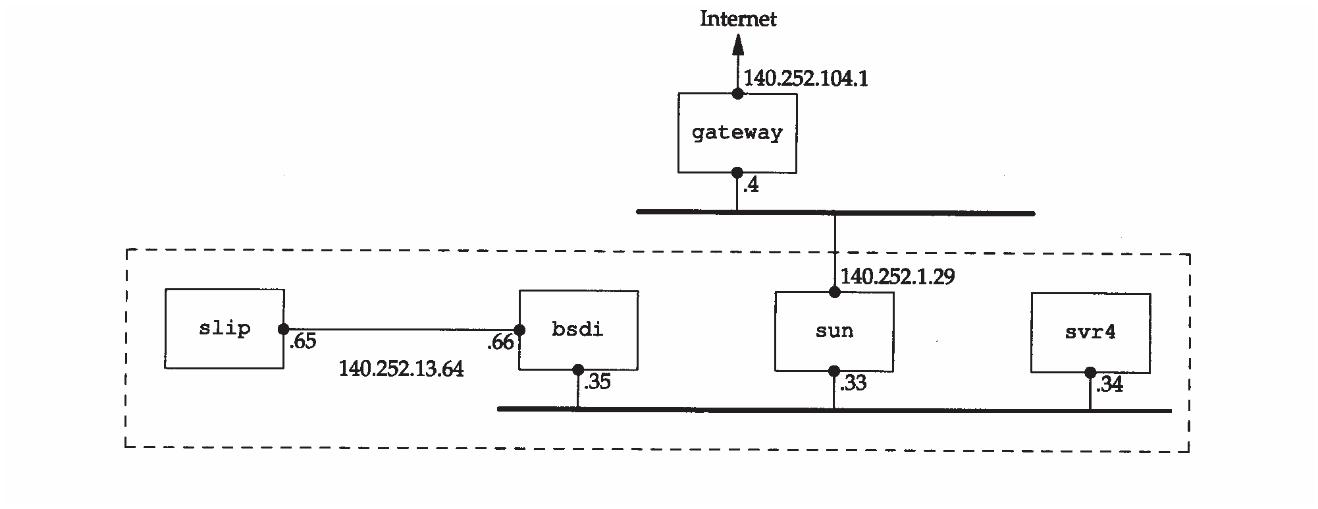 Internet
140.252.104.1
gateway
.4
140.252.1.29
slip
bsdi
sun
svr4
.65
.66
140.252.13.64
.35
.33
.34